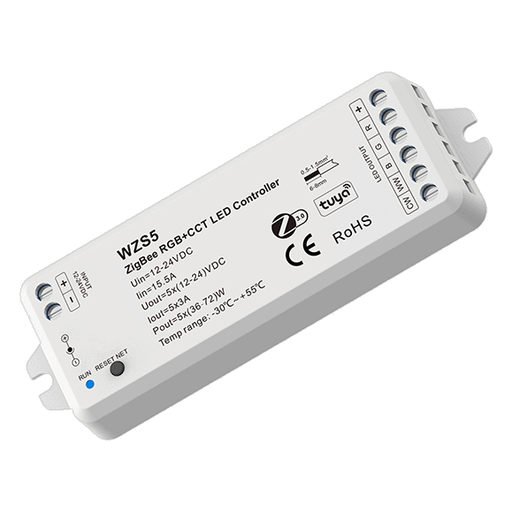 WZS5
ZigBee RGB+CCT LED Controller
Uin=12-24VDC
Iin=15.5A
Uout=5x(12-24)VDC
Iout=5x3A
Pout=5x(36-72)W
Temp range: -30℃~ +55℃
INPUT
12-24VDC
+
-
RUN
RESET NET
0.5-1.5mm²
6-8mm
Z 3.0
tuya
CE
RoHS
LED OUTPUT
+
R
G
B
WW
CW